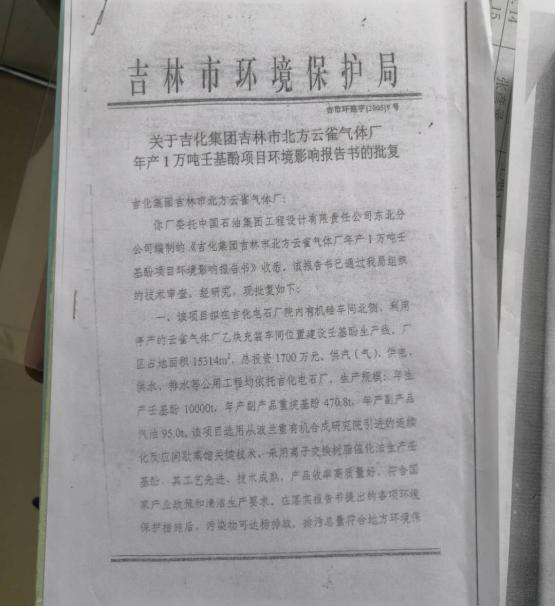 吉林市环境保护局
吉市环建字[2005]9号
关于吉化集团吉林市北方云雀气体厂
年产1万吨壬基酚项目环境影响报告书的批复
吉化集团吉林市北方云雀气体厂:
你厂委托中国石油集团工程设计有限责任公司东北分
公司编制的《吉化集团吉林市北方云雀气体厂年产1万吨壬
基酚项目环境影响报告书》收悉。该报告书已通过我局组织
的技术审查。经研究,现批复如下:
一、该项目拟在吉化电石厂院内有机硅车间北侧,利用
停产的云雀气体厂乙炔充装车间位置建设壬基酚生产线,厂
区占地面积15314m²,总投资1700万元。供汽(气)、供电、
供水、排水等公用工程均依托吉化电石厂,生产规模:年生
产壬基酚10000t,年产副产品重烷基酚470.8t,年产副产品
汽油95.0t。该项目选用从波兰重有机合成研究院引进的连续
化反应间歇蒸馏关键技术,采用离子交换树脂催化法生产壬
基酚,其工艺先进、技术成熟,产品收率高质量好,符合国
家产业政策和清洁生产要求。在落实报告书提出的各项环境
保护措施后,污染物可达标排放,排污总量符合地方环境保